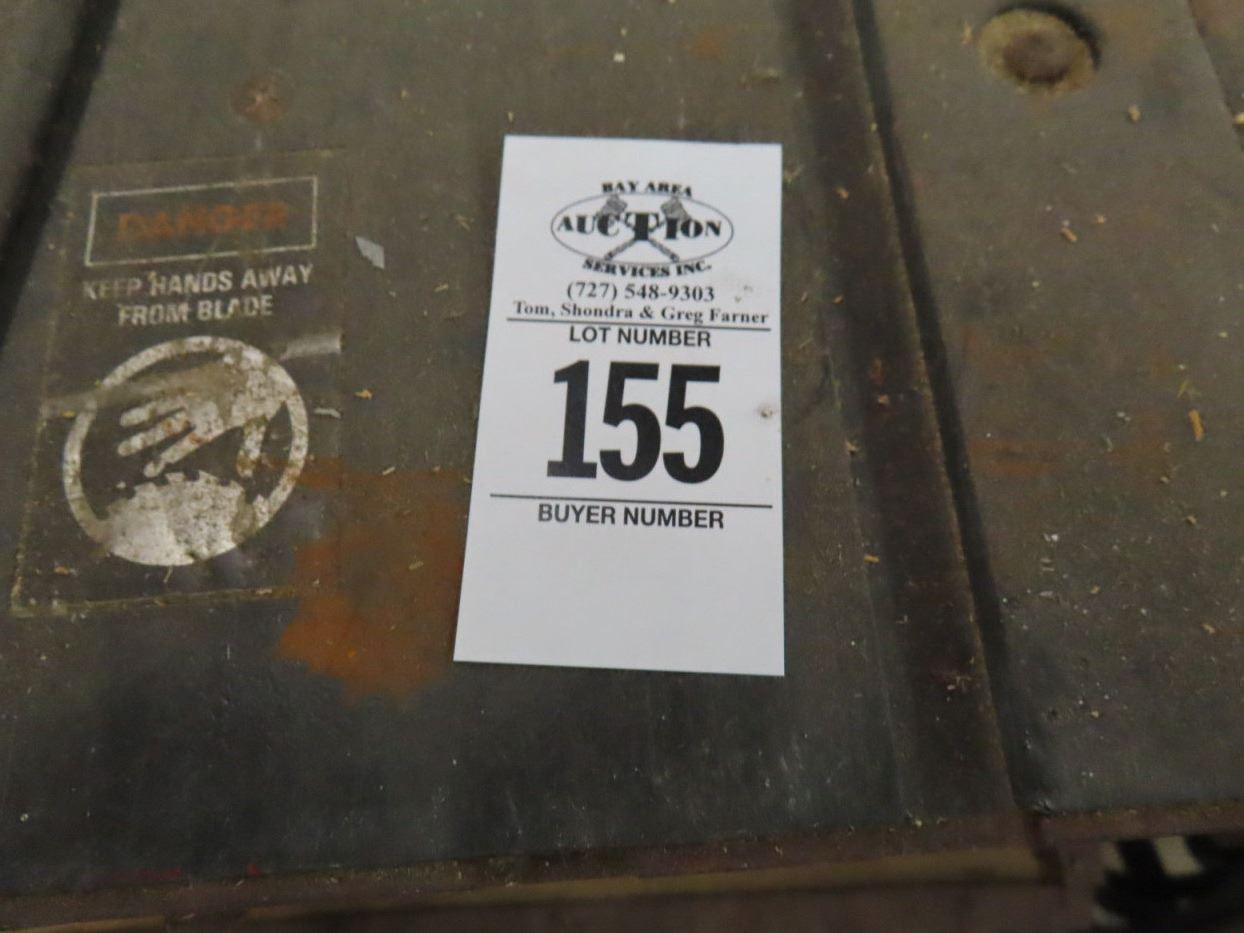 DANGER
KEEP HANDS AWAY
FROM BLADE
BAY AREA
AUCTION
SERVICES INC.
(727) 548-9303
Tom, Shondra & Greg Farner
LOT NUMBER
155
BUYER NUMBER